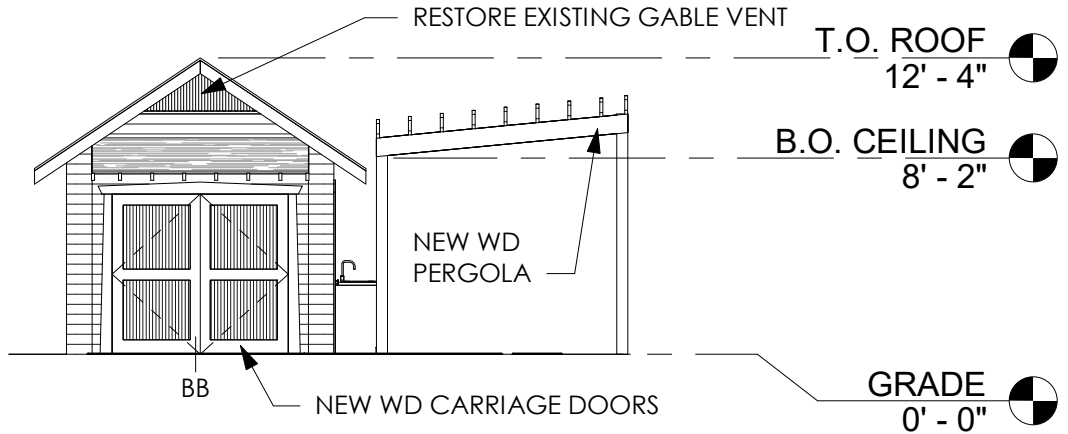 RESTORE EXISTING GABLE VENT
T.O. ROOF
12' - 4"
B.O. CEILING
8' - 2"
NEW WD
PERGOLA
GRADE
0' - 0"
BB
NEW WD CARRIAGE DOORS